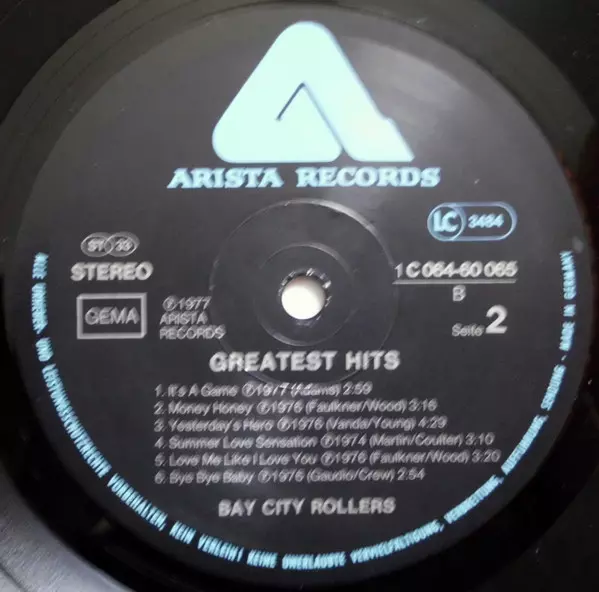 ARISTA RECORDS
LC 3484
ST 33
STEREO
1 C 064-60 065
B
GEMA
℗ 1977
ARISTA
RECORDS
Seite 2
GREATEST HITS
1. It's A Game ℗ 1977 (Adams) 2:59
2. Money Honey ℗ 1976 (Faulkner/Wood) 3:16
3. Yesterday's Hero ℗ 1976 (Vanda/Young) 4:29
4. Summer Love Sensation ℗ 1974 (Martin/Coulter) 3:10
5. Love Me Like I Love You ℗ 1976 (Faulkner/Wood) 3:20
6. Bye Bye Baby ℗ 1975 (Gaudio/Crew) 2:54
BAY CITY ROLLERS
UND LEISTUNGSSCHUTZRECHTE VORBEHALTEN, KEIN VERLEIH! KEINE UNERLAUBTE VERVIELFÄLTIGUNG, VERMIETUNG, AUFFÜHRUNG, SENDUNG · MADE IN GERMANY